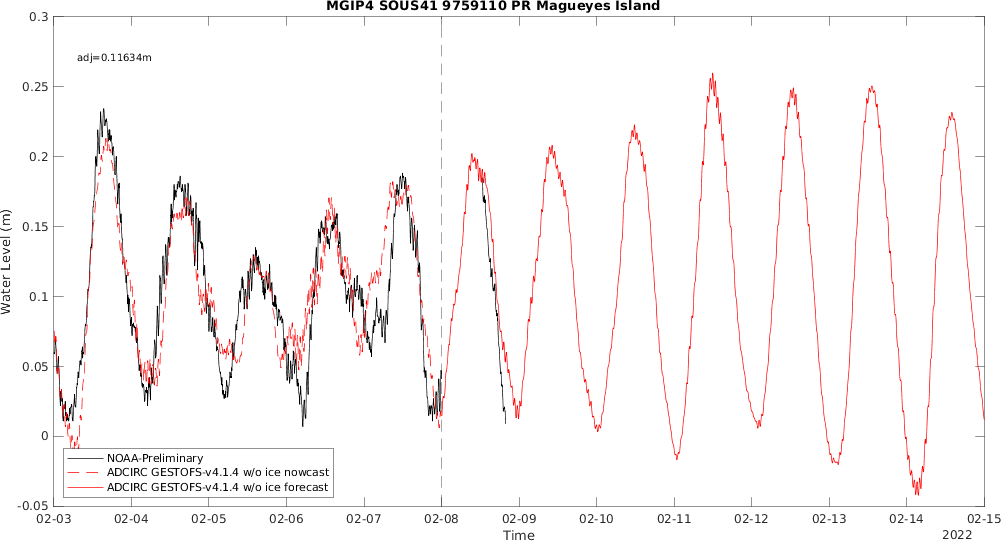 MGIP4 SOUS41 9759110 PR Magueyes Island
0.3
adj=0.11634m
0.25
0.2
0.15
0.1
0.05
0
-0.05
Water Level (m)
NOAA-Preliminary
ADCIRC GESTOFS-v4.1.4 w/o ice nowcast
ADCIRC GESTOFS-v4.1.4 w/o ice forecast
02-03 02-04 02-05 02-06 02-07 02-08 02-09 02-10 02-11 02-12 02-13 02-14 02-15
Time
2022